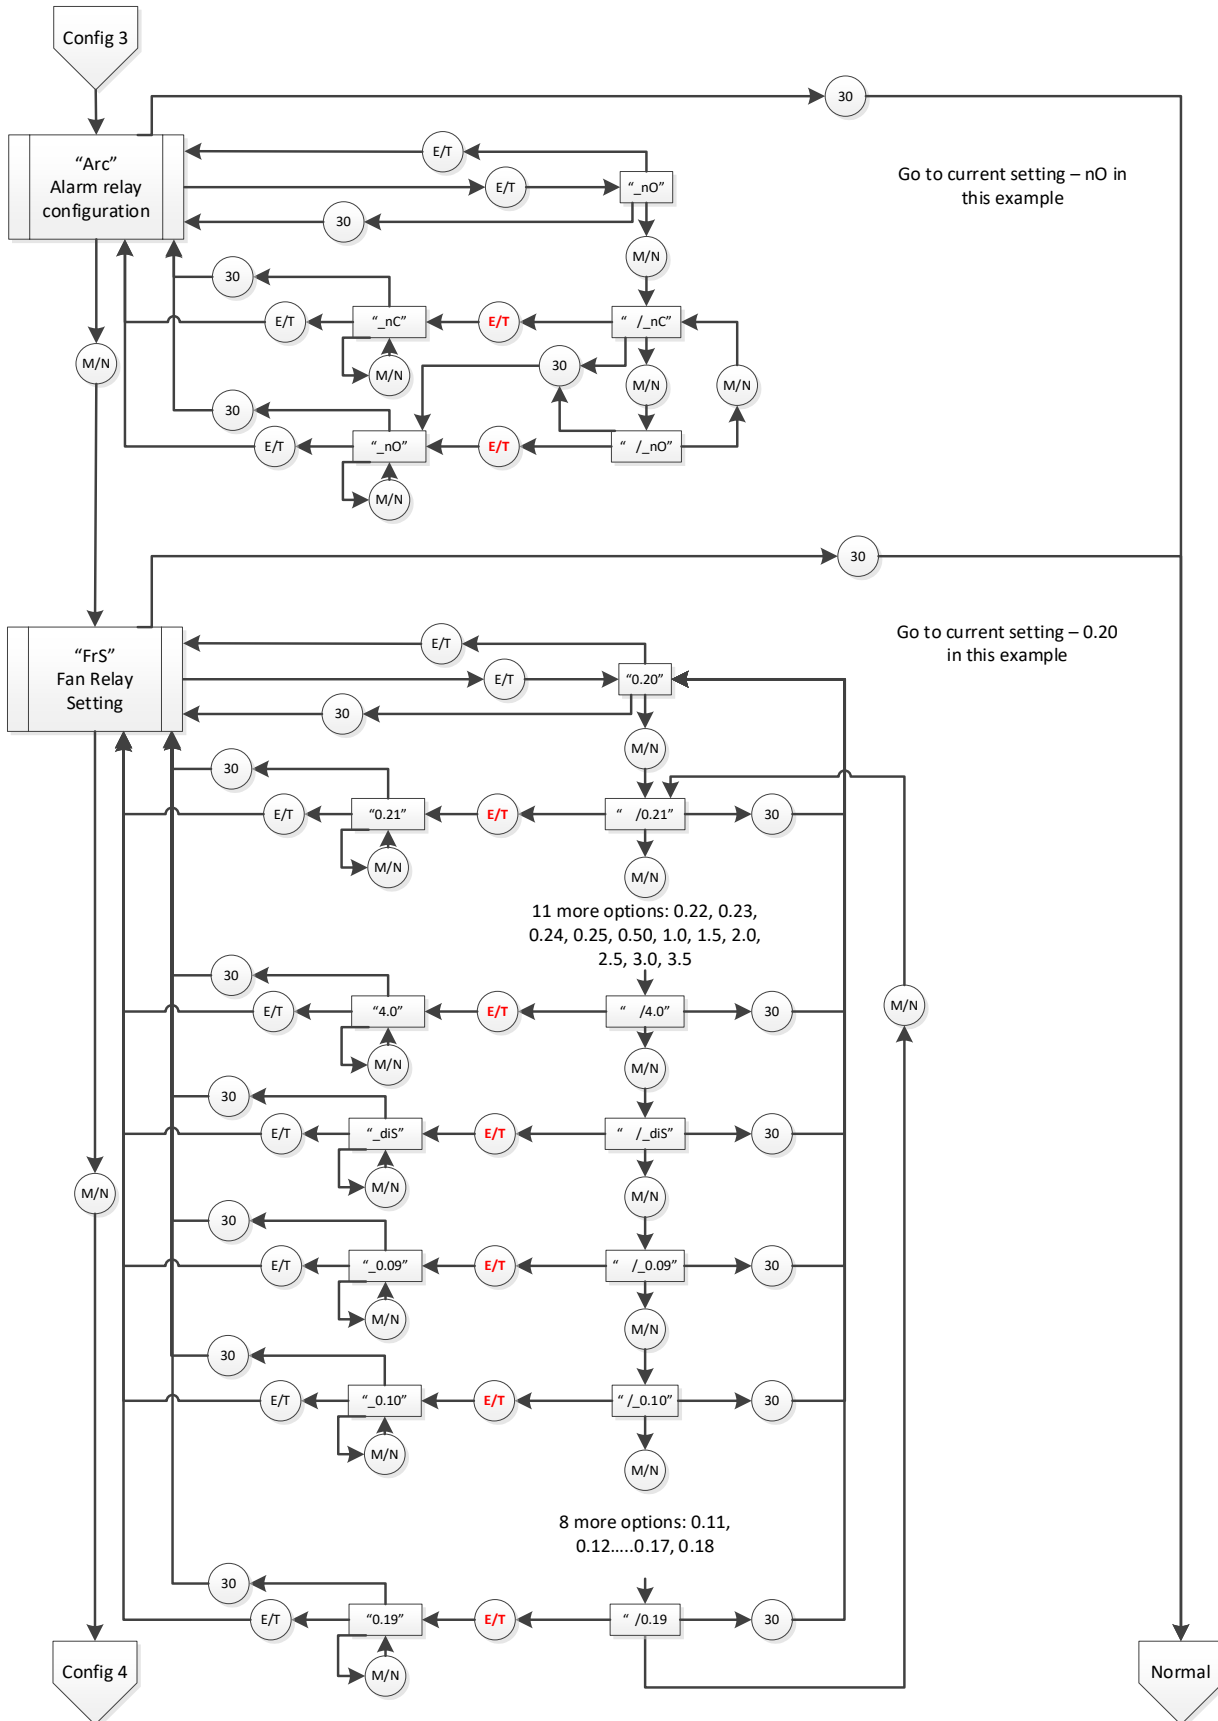 Config 3
30
E/T
“Arc”
Alarm relay
configuration
Go to current setting – nO in
this example
E/T
“_nO”
30
M/N
30
E/T
“_nC”
E/T
“ /_nC”
M/N
30
M/N
M/N
M/N
30
E/T
“_nO”
E/T
“ /_nO”
M/N
30
“FrS”
Fan Relay
Setting
Go to current setting – 0.20
in this example
E/T
E/T
“0.20”
30
M/N
30
E/T
“0.21”
E/T
“ /0.21”
30
M/N
M/N
11 more options: 0.22, 0.23,
0.24, 0.25, 0.50, 1.0, 1.5, 2.0,
2.5, 3.0, 3.5
30
E/T
“4.0”
E/T
“ /4.0”
30
M/N
M/N
M/N
30
E/T
“_diS”
E/T
“ /_diS”
30
M/N
M/N
M/N
30
E/T
“_0.09”
E/T
“ /_0.09”
30
M/N
M/N
30
E/T
“_0.10”
E/T
“ /_0.10”
30
M/N
M/N
8 more options: 0.11,
0.12.....0.17, 0.18
30
E/T
“0.19”
E/T
“ /0.19
30
M/N
Config 4
Normal